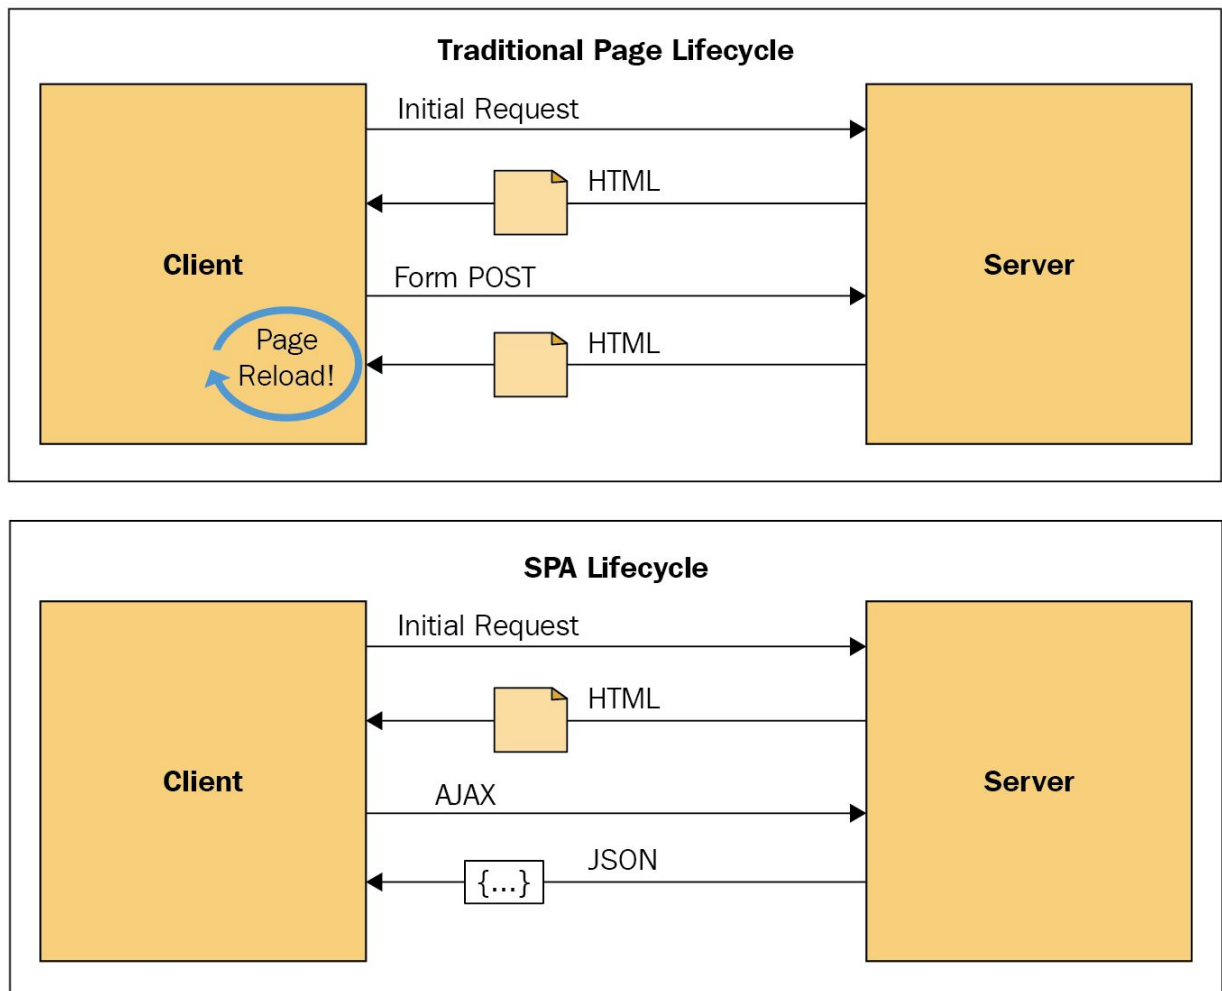 Traditional Page Lifecycle
Initial Request
HTML
Client
Server
Form POST
Page
Reload!
HTML
SPA Lifecycle
Initial Request
HTML
Client
Server
AJAX
JSON
{...}